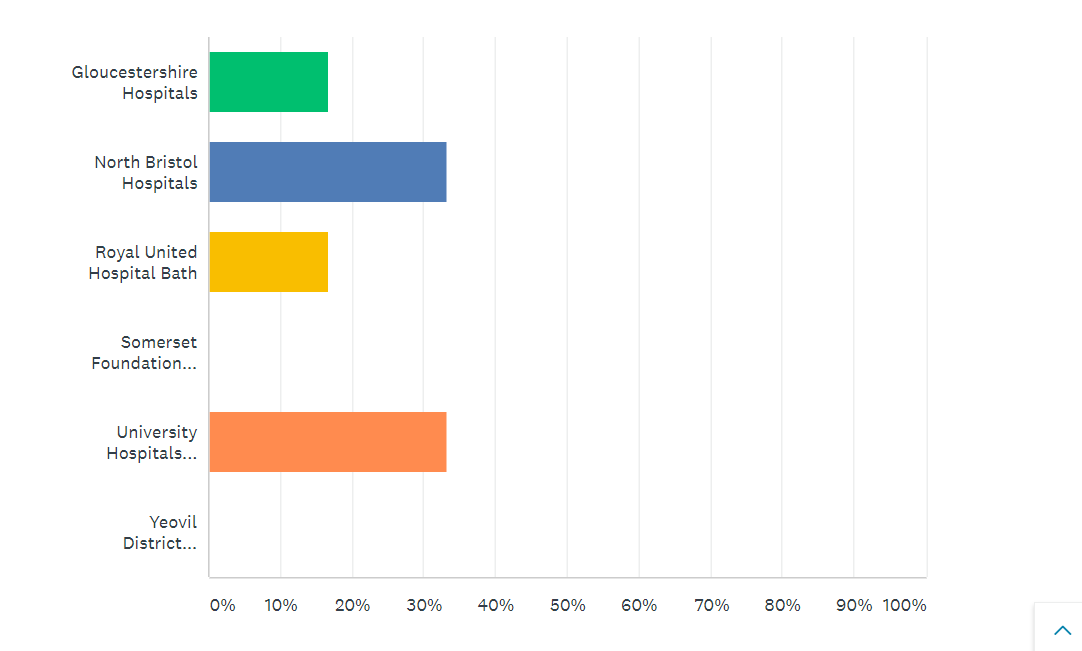 Gloucestershire
Hospitals
North Bristol
Hospitals
Royal United
Hospital Bath
Somerset
Foundation...
University
Hospitals...
Yeovil
District...
0% 10% 20% 30% 40% 50% 60% 70% 80% 90% 100%